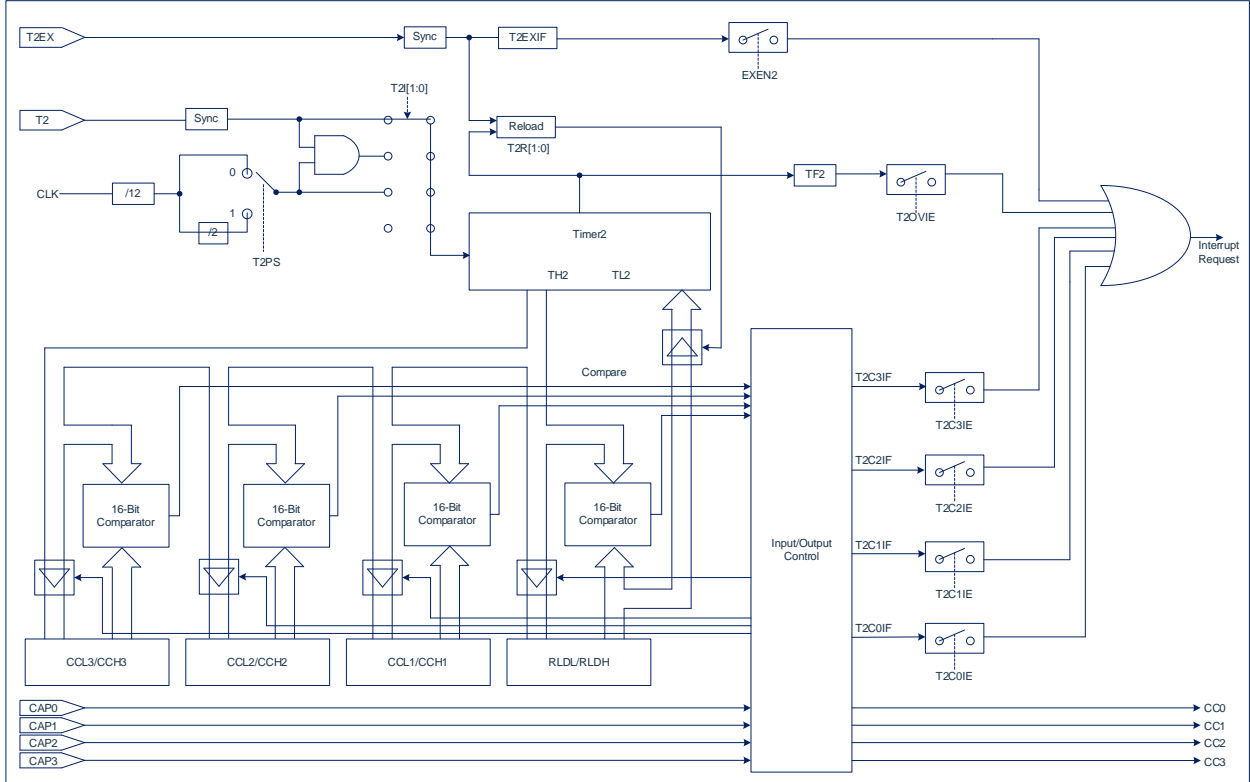 T2EX
Sync
T2EXIF
EXEN2
T2I[1:0]
T2
Sync
Reload
T2R[1:0]
0
CLK
/12
1
/2
T2PS
TF2
T2OVIE
Timer2
TH2
TL2
Interrupt
Request
Compare
T2C3IF
T2C3IE
T2C2IF
T2C2IE
16-Bit
Comparator
16-Bit
Comparator
16-Bit
Comparator
16-Bit
Comparator
Input/Output
Control
T2C1IF
T2C1IE
T2C0IF
T2C0IE
CCL3/CCH3
CCL2/CCH2
CCL1/CCH1
RLDL/RLDH
CAP0
CAP1
CAP2
CAP3
CC0
CC1
CC2
CC3